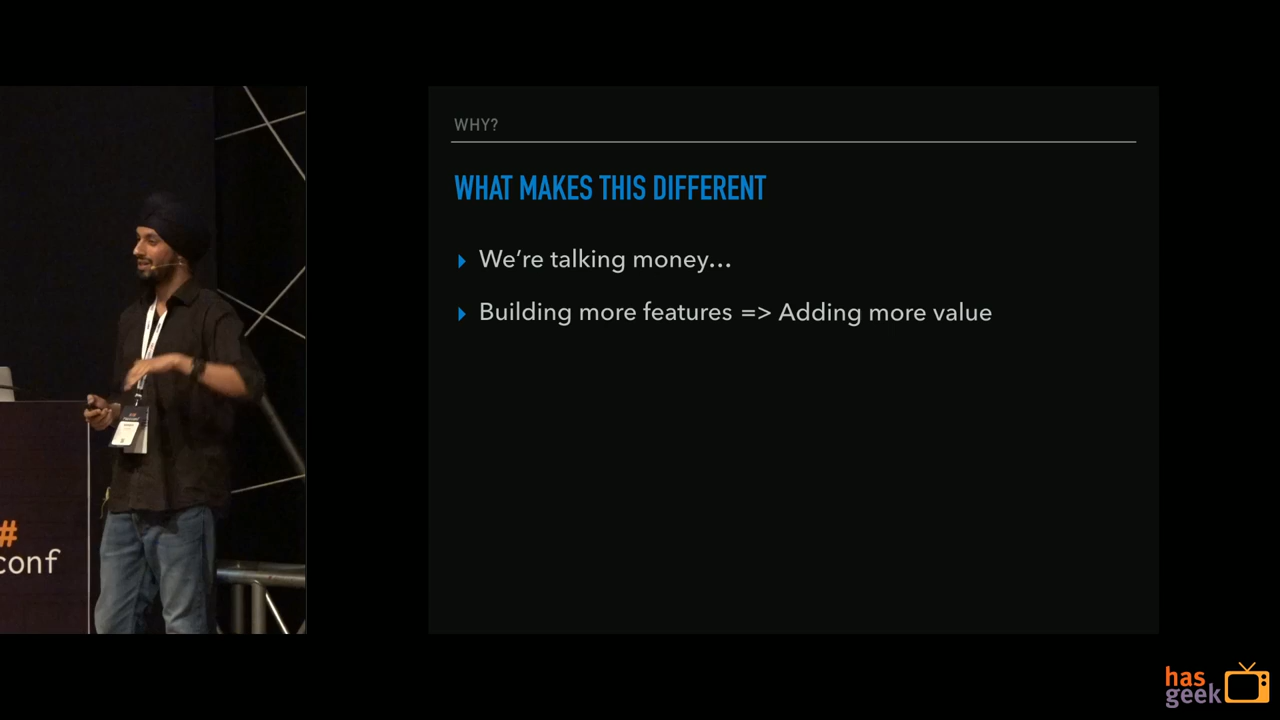 WHY?
WHAT MAKES THIS DIFFERENT
We’re talking money…
Building more features => Adding more value
#
conf
has
geek